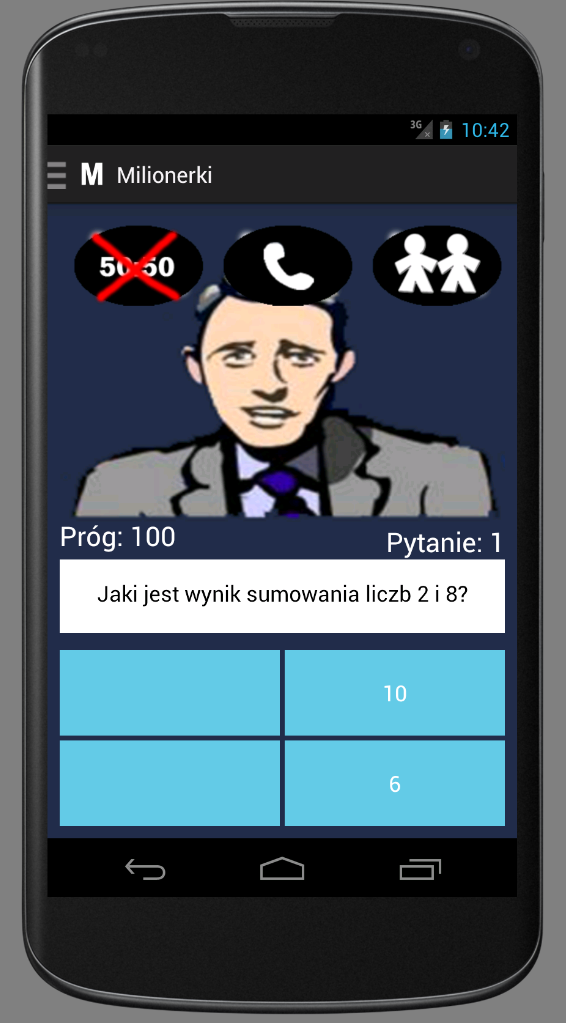 3G
10:42
M Milionerki
50:50
Próg: 100
Pytanie: 1
Jaki jest wynik sumowania liczb 2 i 8?
10
6